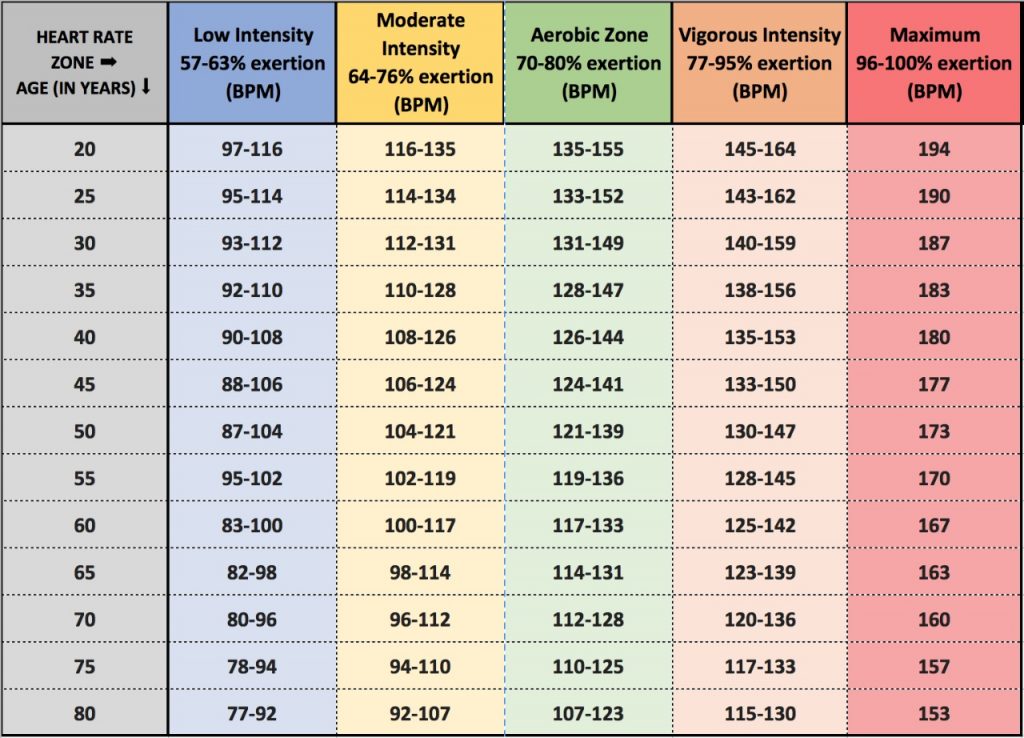 HEART RATE
ZONE ➡
AGE (IN YEARS) ⬇
Low Intensity
57-63% exertion
(BPM)
Moderate
Intensity
64-76% exertion
(BPM)
Aerobic Zone
70-80% exertion
(BPM)
Vigorous Intensity
77-95% exertion
(BPM)
Maximum
96-100% exertion
(BPM)
20 97-116 116-135 135-155 145-164 194
25 95-114 114-134 133-152 143-162 190
30 93-112 112-131 131-149 140-159 187
35 92-110 110-128 128-147 138-156 183
40 90-108 108-126 126-144 135-153 180
45 88-106 106-124 124-141 133-150 177
50 87-104 104-121 121-139 130-147 173
55 95-102 102-119 119-136 128-145 170
60 83-100 100-117 117-133 125-142 167
65 82-98 98-114 114-131 123-139 163
70 80-96 96-112 112-128 120-136 160
75 78-94 94-110 110-125 117-133 157
80 77-92 92-107 107-123 115-130 153